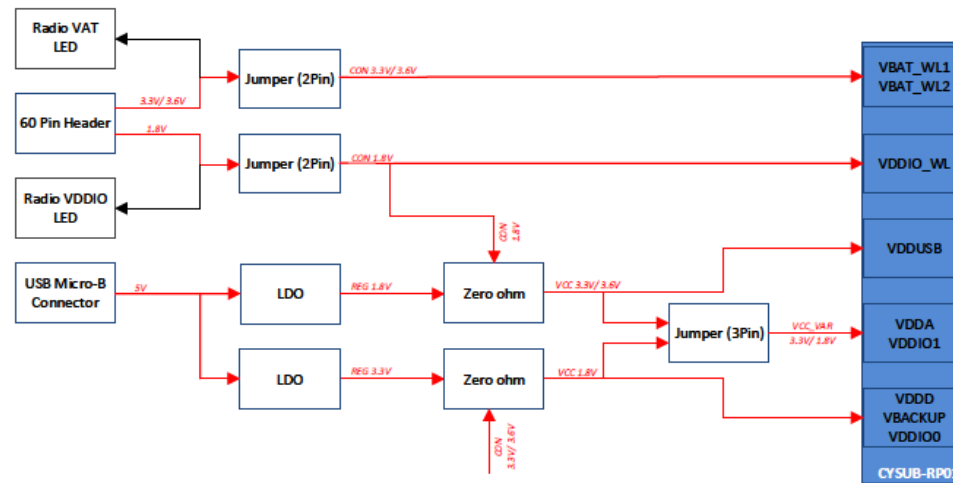 Radio VAT
LED
60 Pin Header
Radio VDDIO
LED
USB Micro-B
Connector
3.3V/ 3.6V
1.8V
5V
Jumper (2Pin)
CON 3.3V/ 3.6V
Jumper (2Pin)
CON 1.8V
CON
1.8V
LDO
REG 1.8V
Zero ohm
VCC 3.3V/ 3.6V
LDO
REG 3.3V
Zero ohm
VCC 1.8V
CON
3.3V/ 3.6V
Jumper (3Pin)
VCC_VAR
3.3V/ 1.8V
VBAT_WL1
VBAT_WL2
VDDIO_WL
VDDUSB
VDDA
VDDIO1
VDDD
VBACKUP
VDDIO0